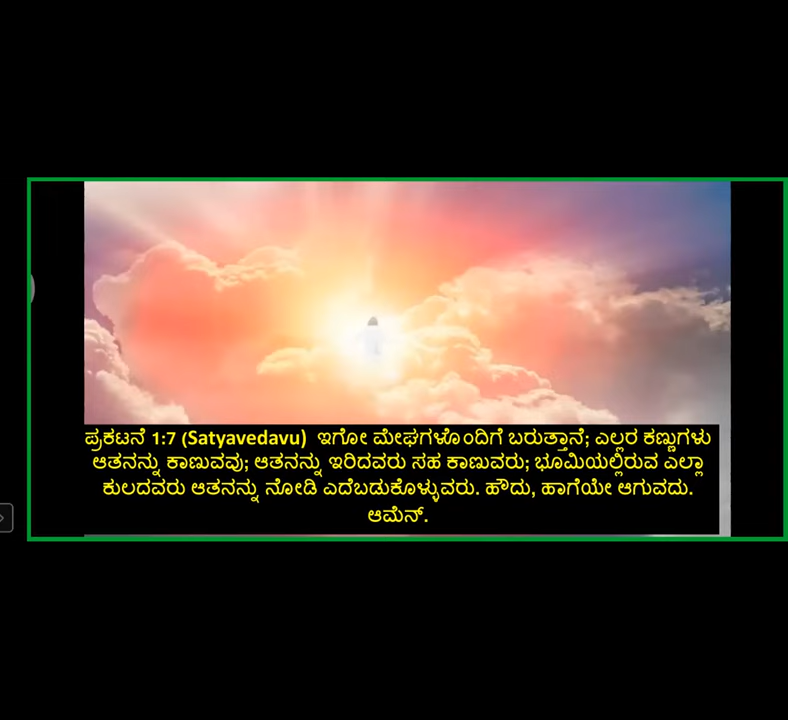 ಪ್ರಕಟನೆ 1:7 (Satyavedavu) ಇಗೋ ಮೇಘಗಳೊಂದಿಗೆ ಬರುತ್ತಾನೆ; ಎಲ್ಲರ ಕಣ್ಣುಗಳು
ಆತನನ್ನು ಕಾಣುವವು; ಆತನನ್ನು ಇರಿದವರು ಸಹ ಕಾಣುವರು; ಭೂಮಿಯಲ್ಲಿರುವ ಎಲ್ಲಾ
ಕುಲದವರು ಆತನನ್ನು ನೋಡಿ ಎದೆಬಡುಕೊಳ್ಳುವರು. ಹೌದು, ಹಾಗೆಯೇ ಆಗುವದು.
ಆಮೆನ್.